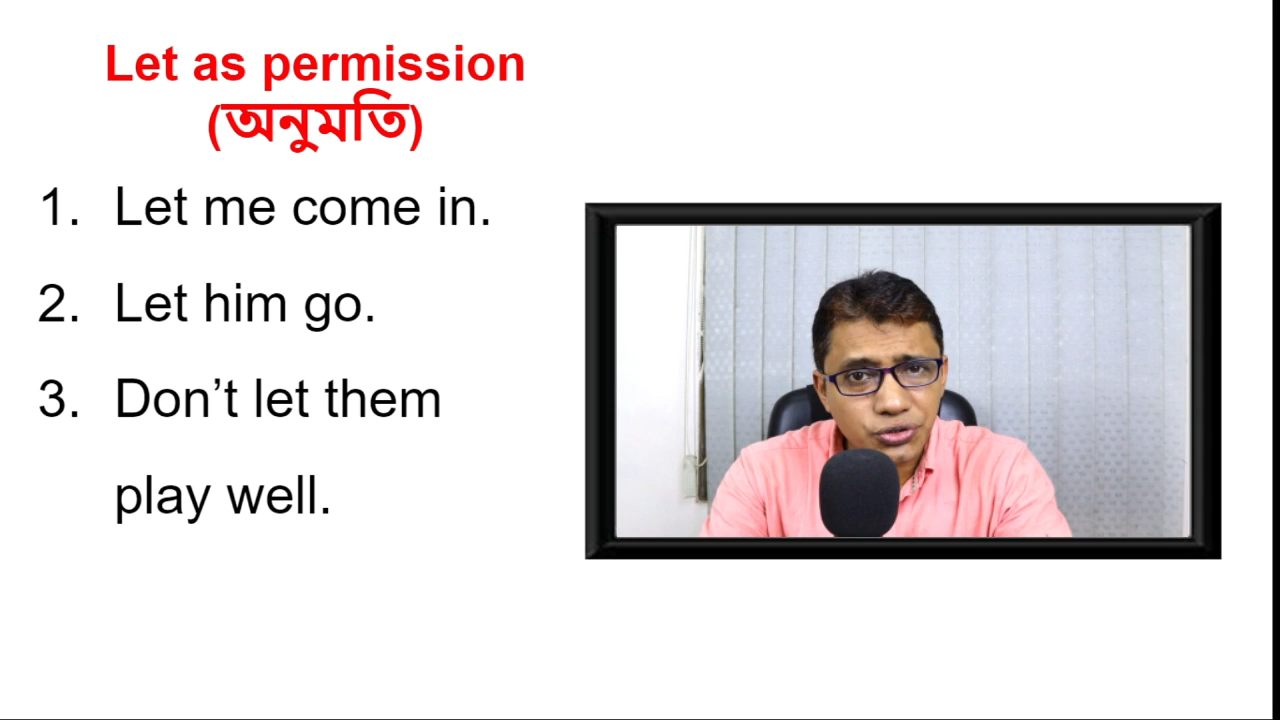 Let as permission
(অনুমতি)
1. Let me come in.
2. Let him go.
3. Don’t let them
play well.